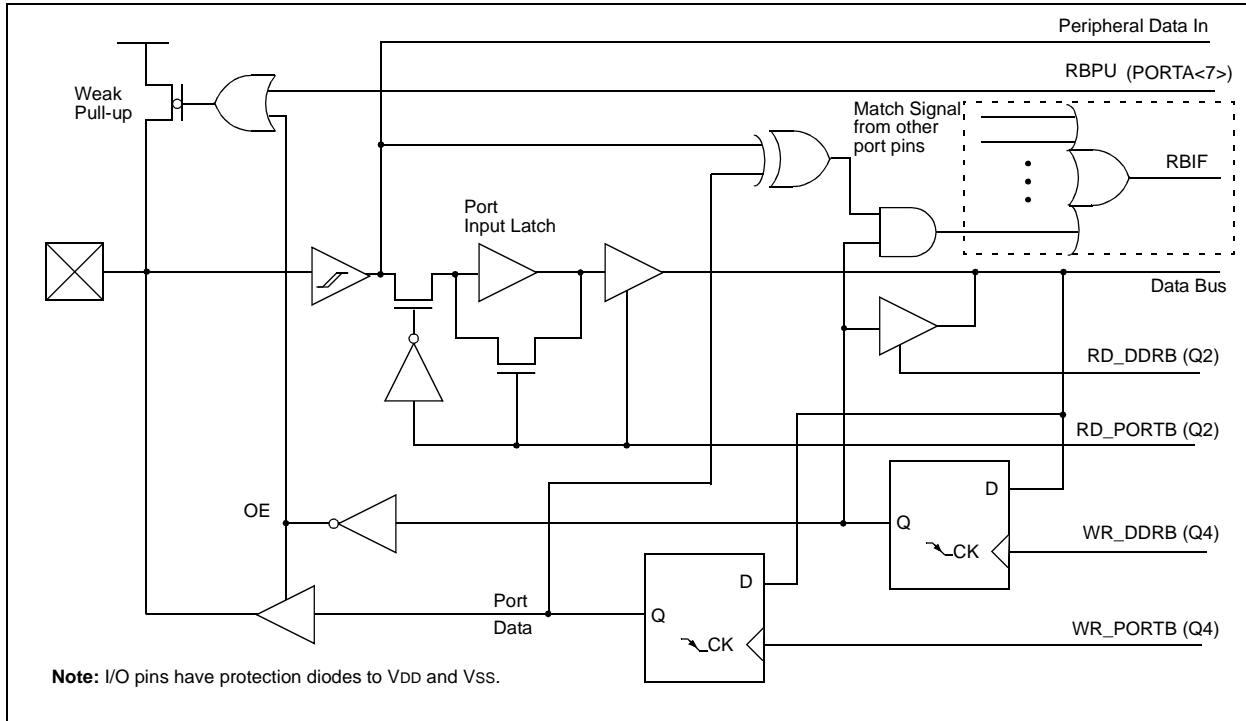 Peripheral Data In
RBPU (PORTA<7>)
Weak
Pull-up
Match Signal
from other
port pins
RBIF
Port
Input Latch
Data Bus
RD_DDRB (Q2)
RD_PORTB (Q2)
D
OE
Q
CK
WR_DDRB (Q4)
D
Port
Data
Q
CK
WR_PORTB (Q4)
Note: I/O pins have protection diodes to VDD and VSS.